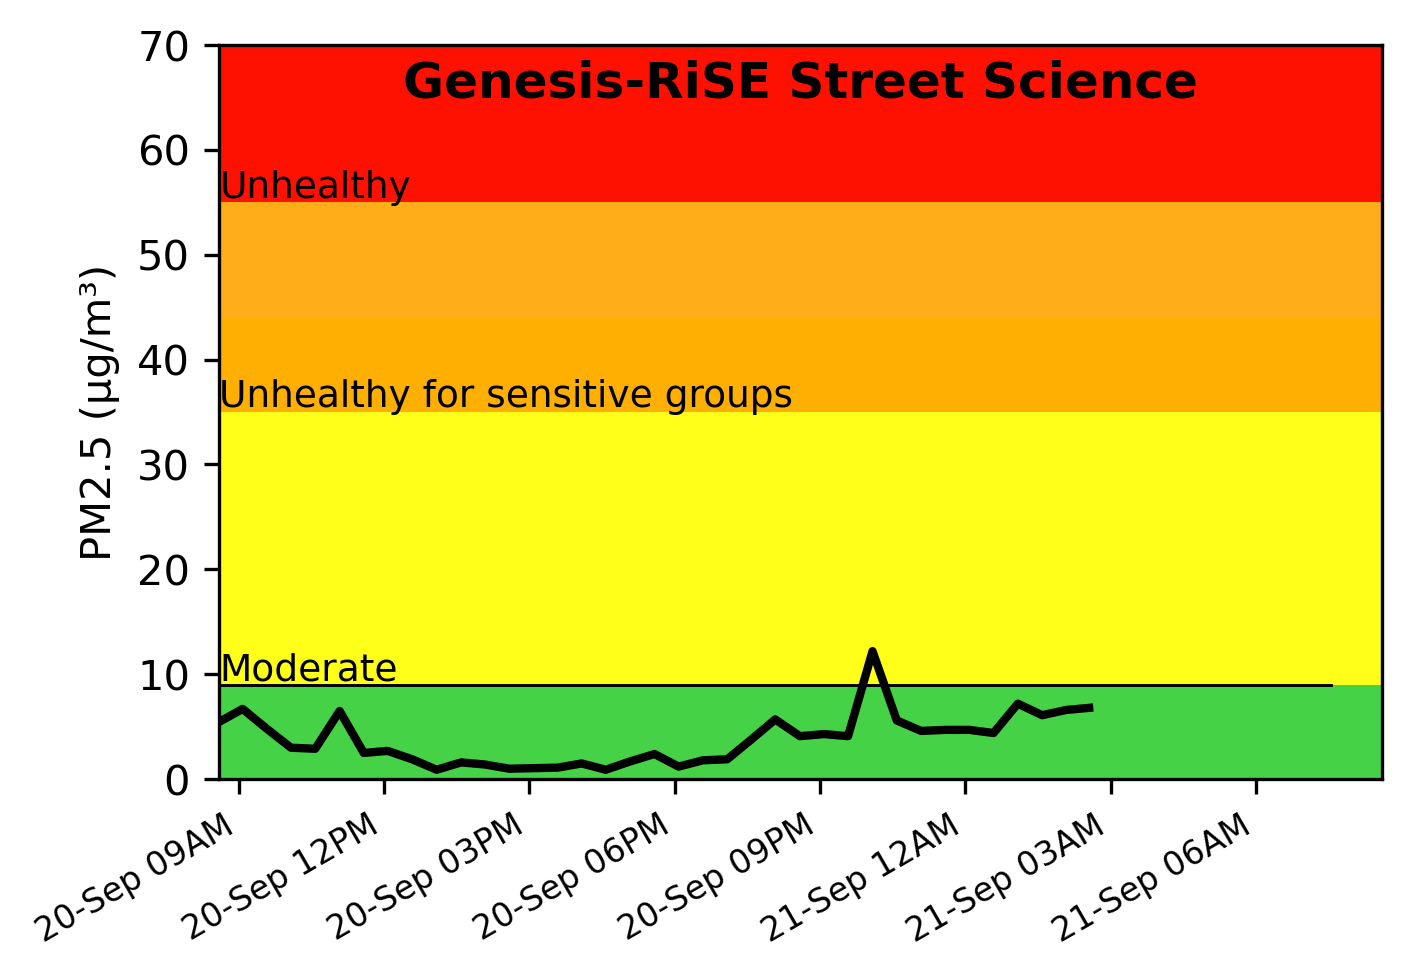 Genesis-RiSE Street Science
PM2.5 (µg/m³)
70
60
50
40
30
20
10
0
Unhealthy
Unhealthy for sensitive groups
Moderate
20-Sep 09AM
20-Sep 12PM
20-Sep 03PM
20-Sep 06PM
20-Sep 09PM
21-Sep 12AM
21-Sep 03AM
21-Sep 06AM